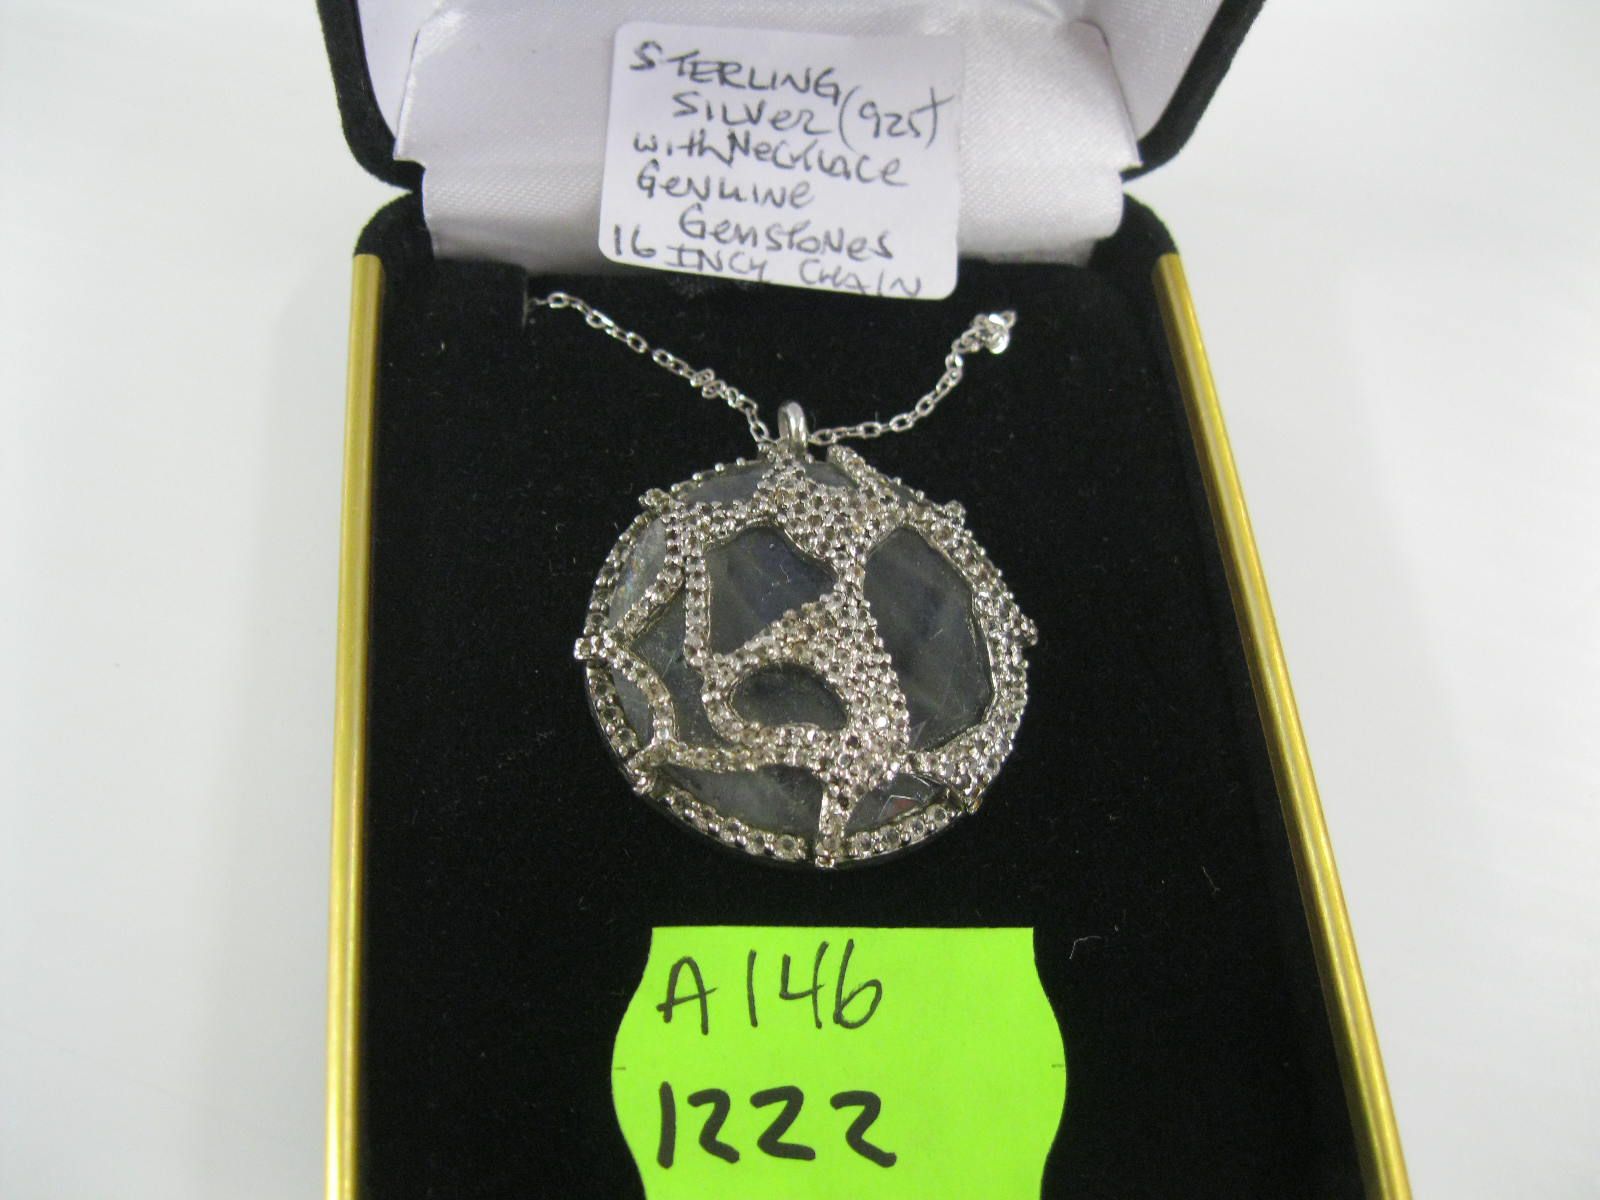 STERLING
SILVER (925)
with Necklace
Genuine
Gemstones
16 INCH CHAIN
A146
1222